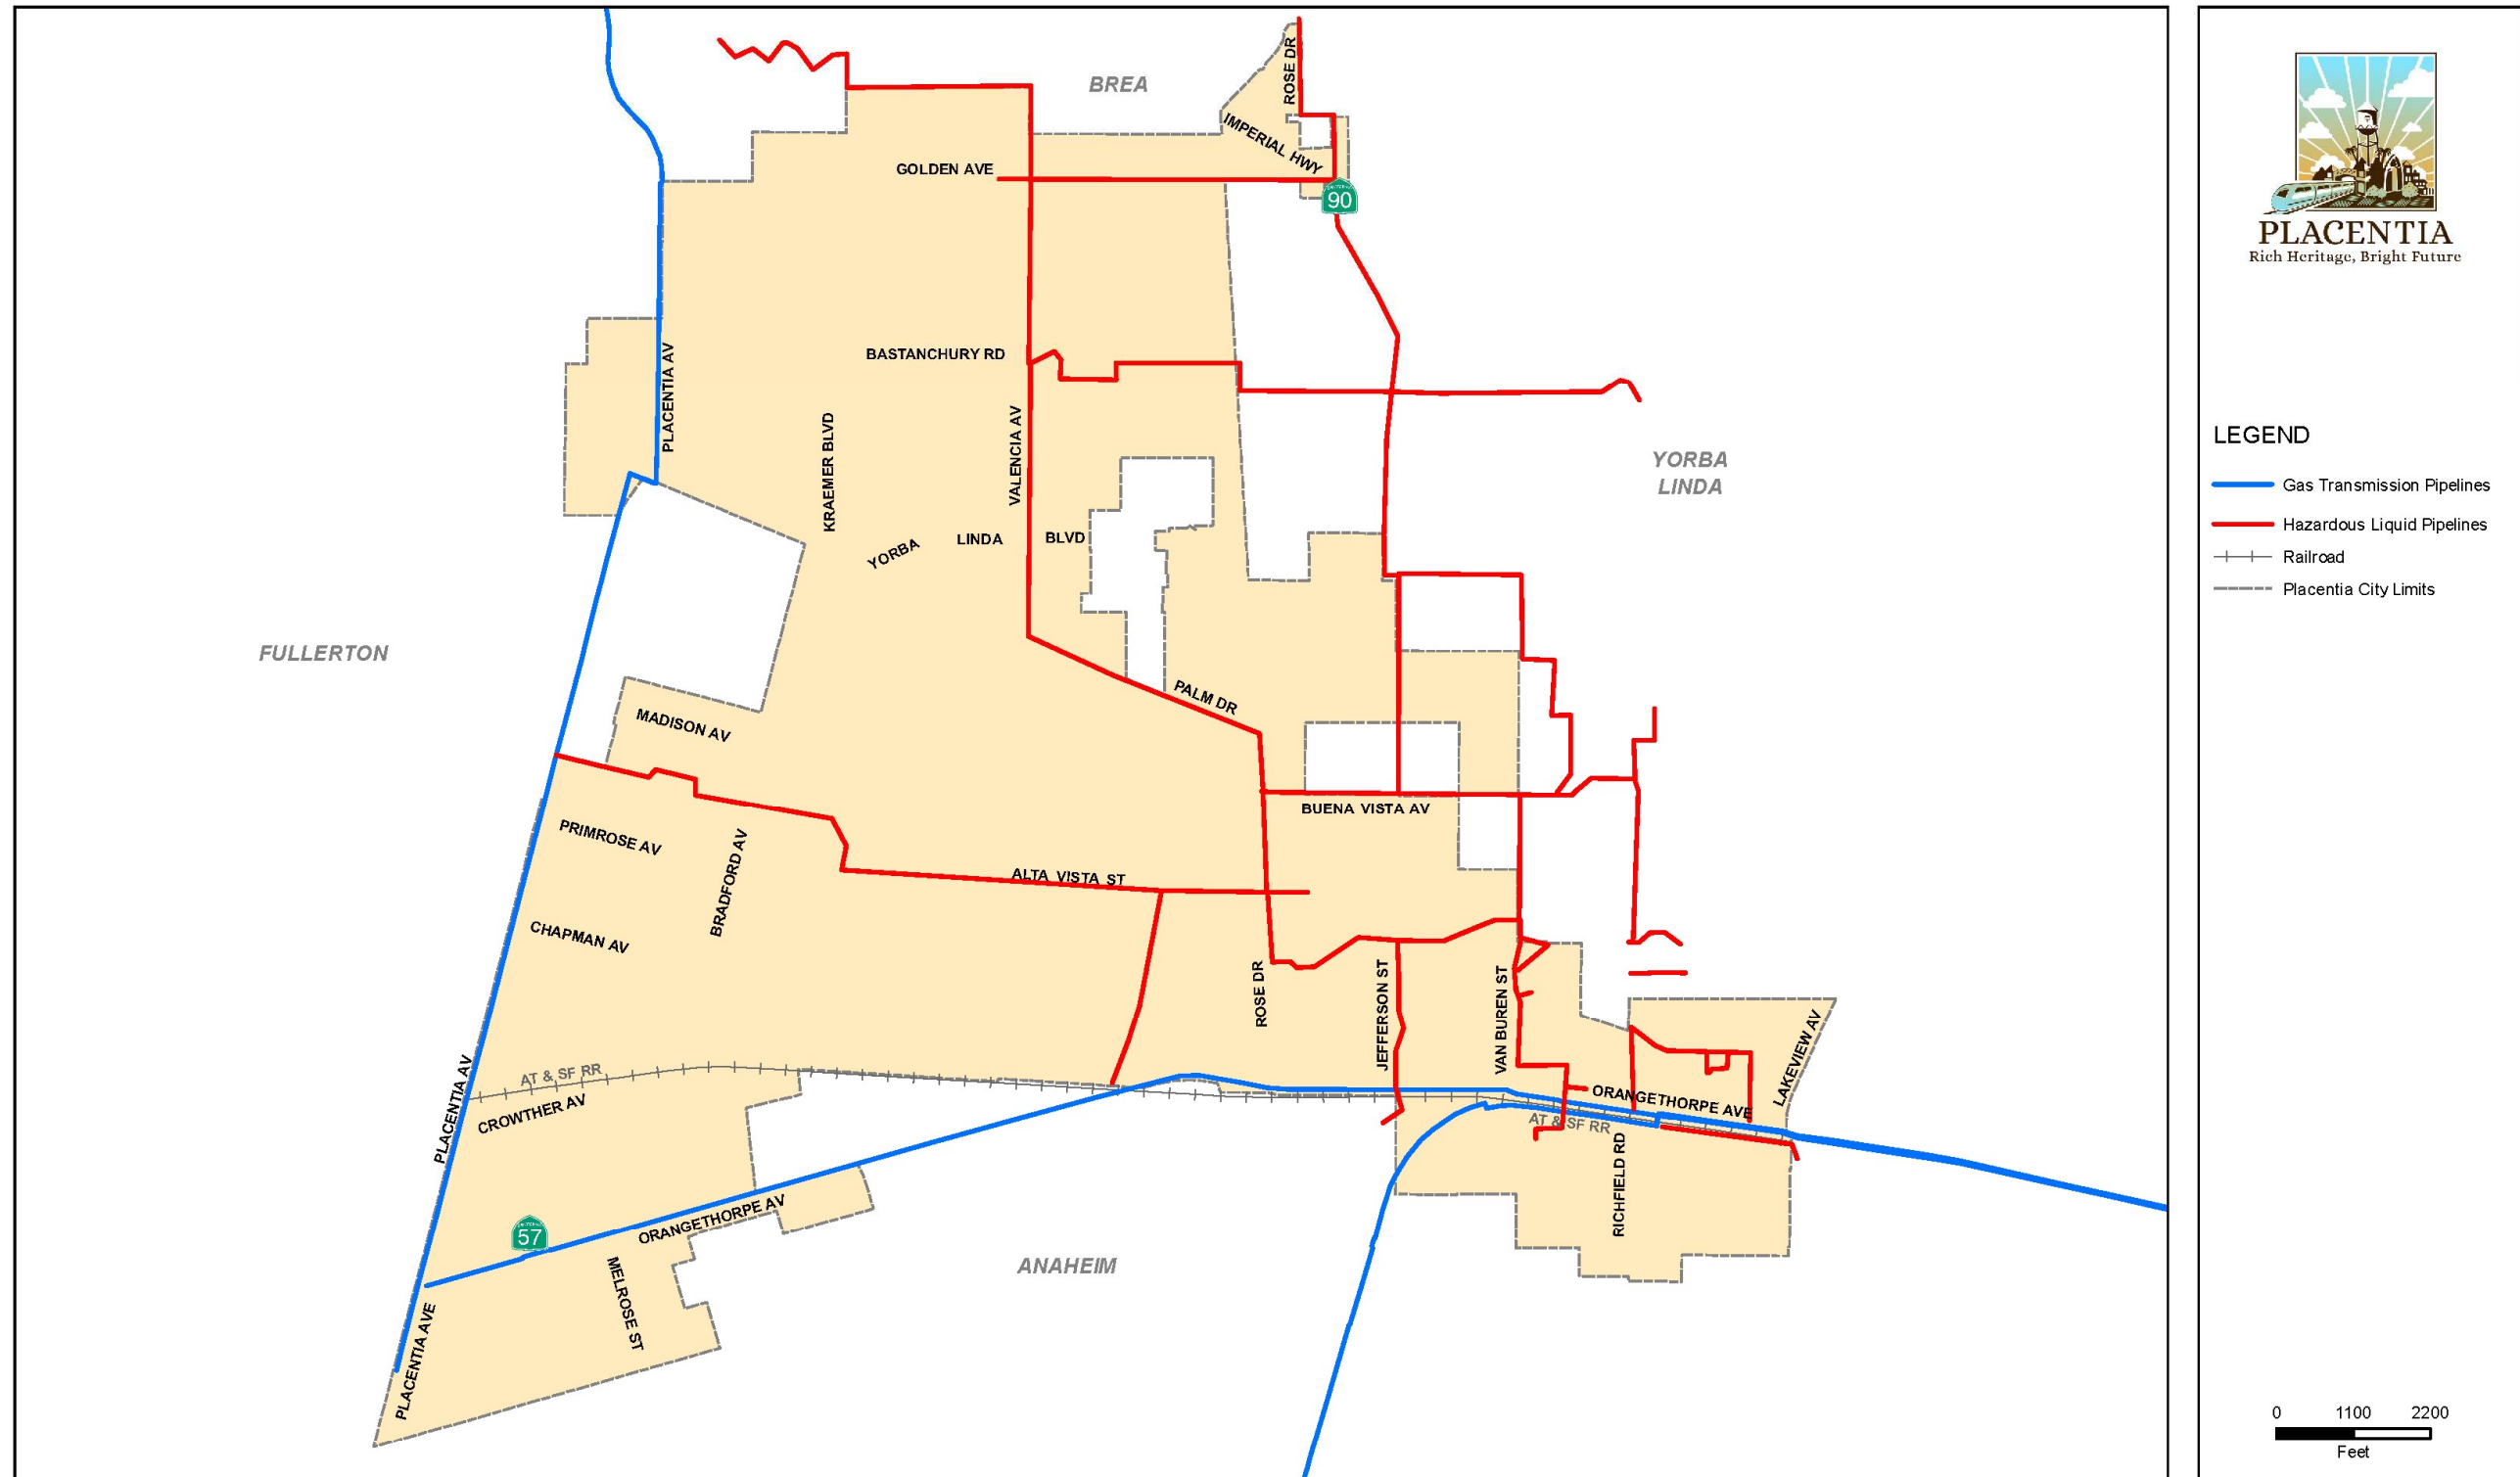 BREA
ROSE DR
IMPERIAL HWY
GOLDEN AVE
90
PLACENTIA
Rich Heritage, Bright Future
BASTANCHURY RD
PLACENTIA AV
KRAEMER BLVD
VALENCIA AV
YORBA
LINDA
LEGEND
Gas Transmission Pipelines
Hazardous Liquid Pipelines
Railroad
Placentia City Limits
YORBA LINDA BLVD
FULLERTON
PALM DR
MADISON AV
BUENA VISTA AV
PRIMROSE AV
BRADFORD AV
ALTA VISTA ST
CHAPMAN AV
ROSE DR
JEFFERSON ST
VAN BUREN ST
LAKEVIEW AV
AT & SF RR
CROWTHER AV
PLACENTIA AV
ORANGETHORPE AVE
AT & SF RR
RICHFIELD RD
57
ORANGETHORPE AV
MELROSE ST
ANAHEIM
PLACENTIA AVE
0 1100 2200
Feet